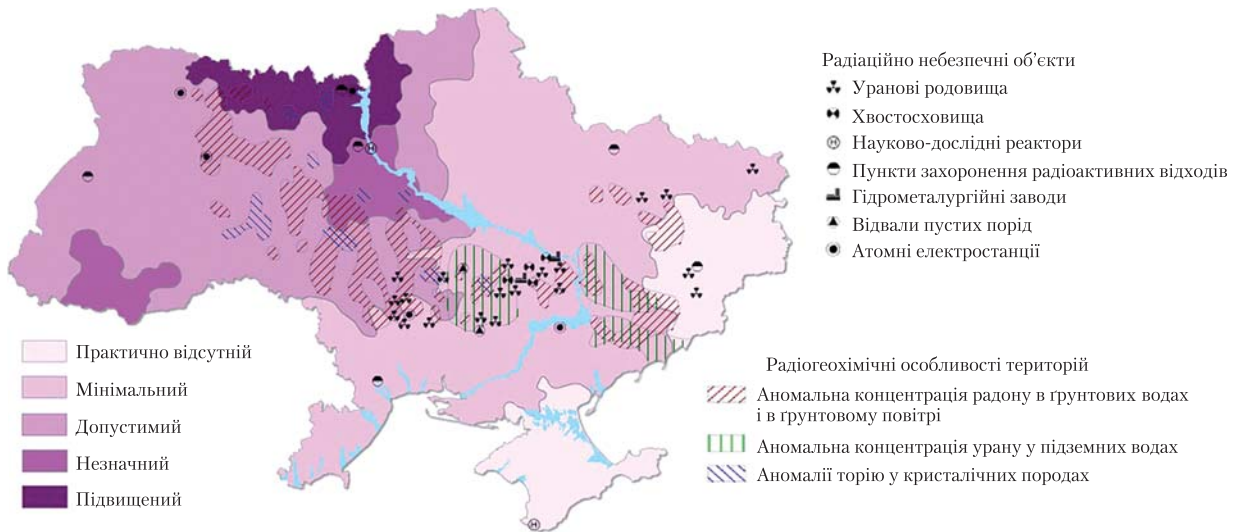 Радіаційно небезпечні об’єкти
Уранові родовища
Хвостосховища
Науково-дослідні реактори
Пункти захоронення радіоактивних відходів
Гідрометалургійні заводи
Відвали пустих порід
Атомні електростанції
Практично відсутній
Мінімальний
Допустимий
Незначний
Підвищений
Радіогеохімічні особливості територій
Аномальна концентрація радону в ґрунтових водах
і в ґрунтовому повітрі
Аномальна концентрація урану у підземних водах
Аномалії торію у кристалічних породах